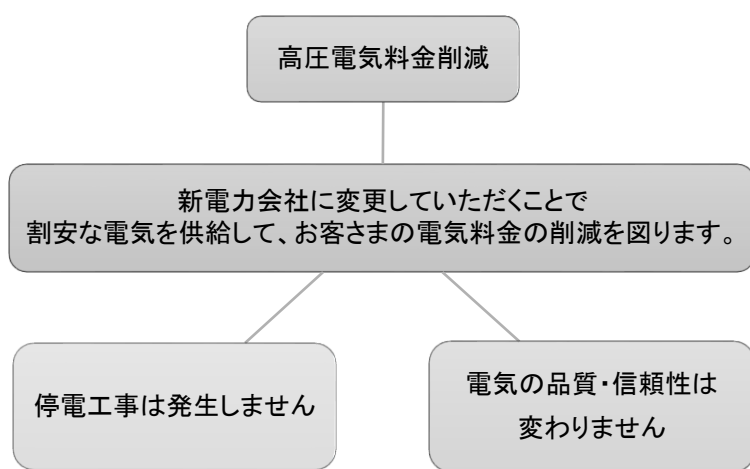 高圧電気料金削減
新電力会社に変更していただくことで
割安な電気を供給して、お客さまの電気料金の削減を図ります。
停電工事は発生しません
電気の品質・信頼性は
変わりません